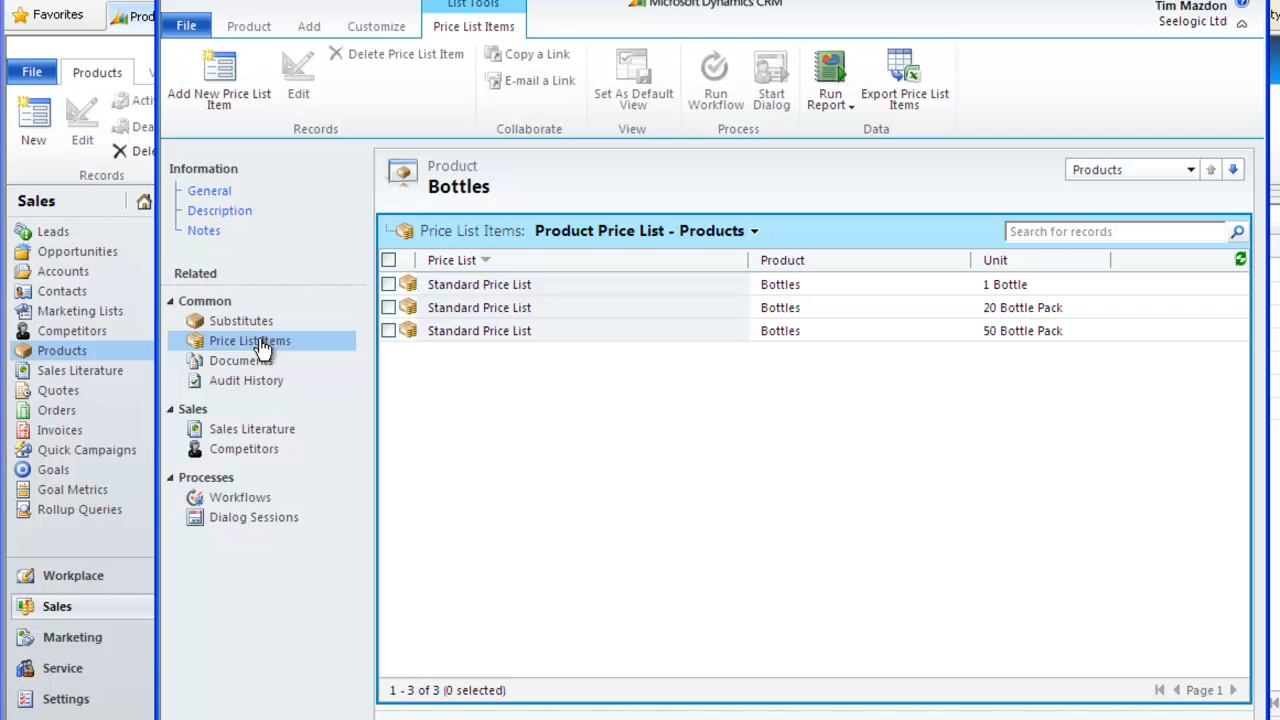 Favorites
Prod
List Tools
Microsoft Dynamics CRM
Tim Mazdon
Seelogic Ltd
File
Products
File
Product
Add
Customize
Price List Items
New
Edit
Acti
Dea
Dele
Records
Add New Price List
Item
Edit
Delete Price List Item
Records
Copy a Link
E-mail a Link
Collaborate
Set As Default
View
View
Run
Workflow
Start
Dialog
Process
Run
Report
Export Price List
Items
Data
Sales
Leads
Opportunities
Accounts
Contacts
Marketing Lists
Competitors
Products
Sales Literature
Quotes
Orders
Invoices
Quick Campaigns
Goals
Goal Metrics
Rollup Queries
Workplace
Sales
Marketing
Service
Settings
Information
General
Description
Notes
Related
Common
Substitutes
Price List Items
Documents
Audit History
Sales
Sales Literature
Competitors
Processes
Workflows
Dialog Sessions
Product
Bottles
Products
Price List Items: Product Price List - Products
Search for records
Price List Product Unit
Standard Price List Bottles 1 Bottle
Standard Price List Bottles 20 Bottle Pack
Standard Price List Bottles 50 Bottle Pack
1 - 3 of 3 (0 selected)
Page 1